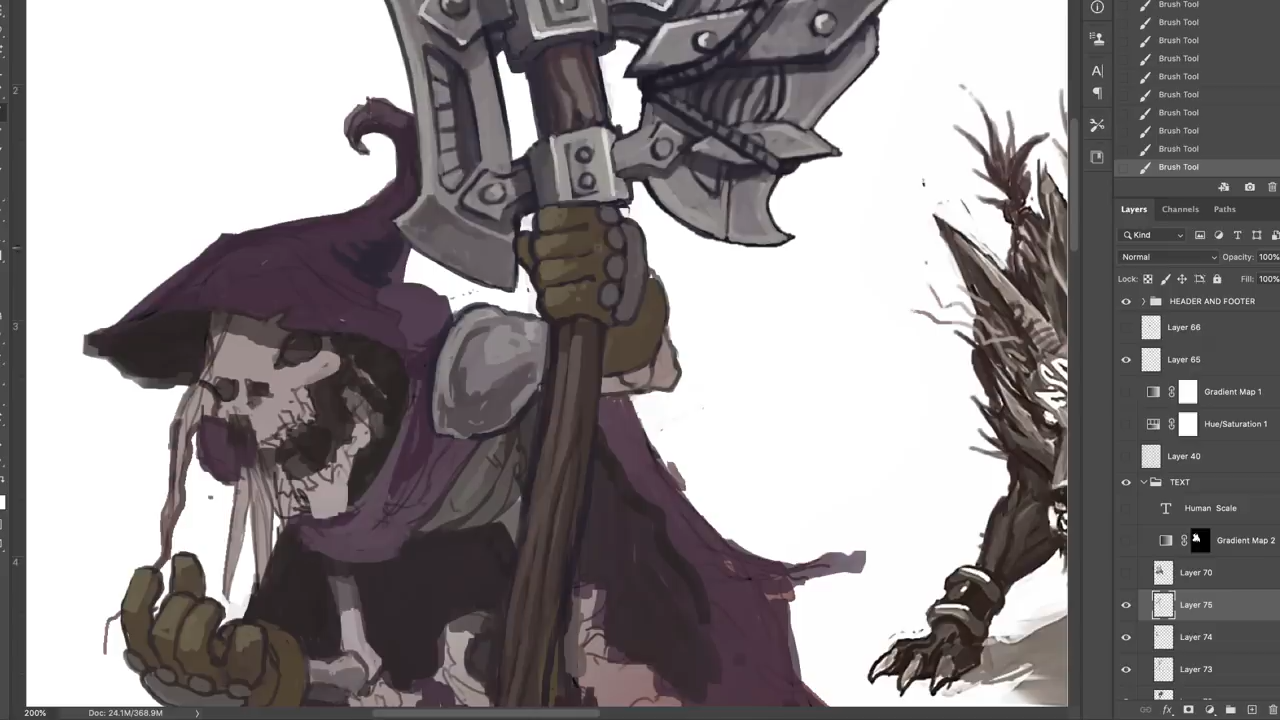 Brush Tool
Brush Tool
Brush Tool
Brush Tool
Brush Tool
Brush Tool
Brush Tool
Brush Tool
Brush Tool
Brush Tool
Layers Channels Paths
Kind
Normal Opacity: 100%
Lock: Fill: 100%
HEADER AND FOOTER
Layer 66
Layer 65
Gradient Map 1
Hue/Saturation 1
Layer 40
TEXT
Human Scale
Gradient Map 2
Layer 70
Layer 75
Layer 74
Layer 73
2
3
4
200% Doc: 24.1M/368.9M